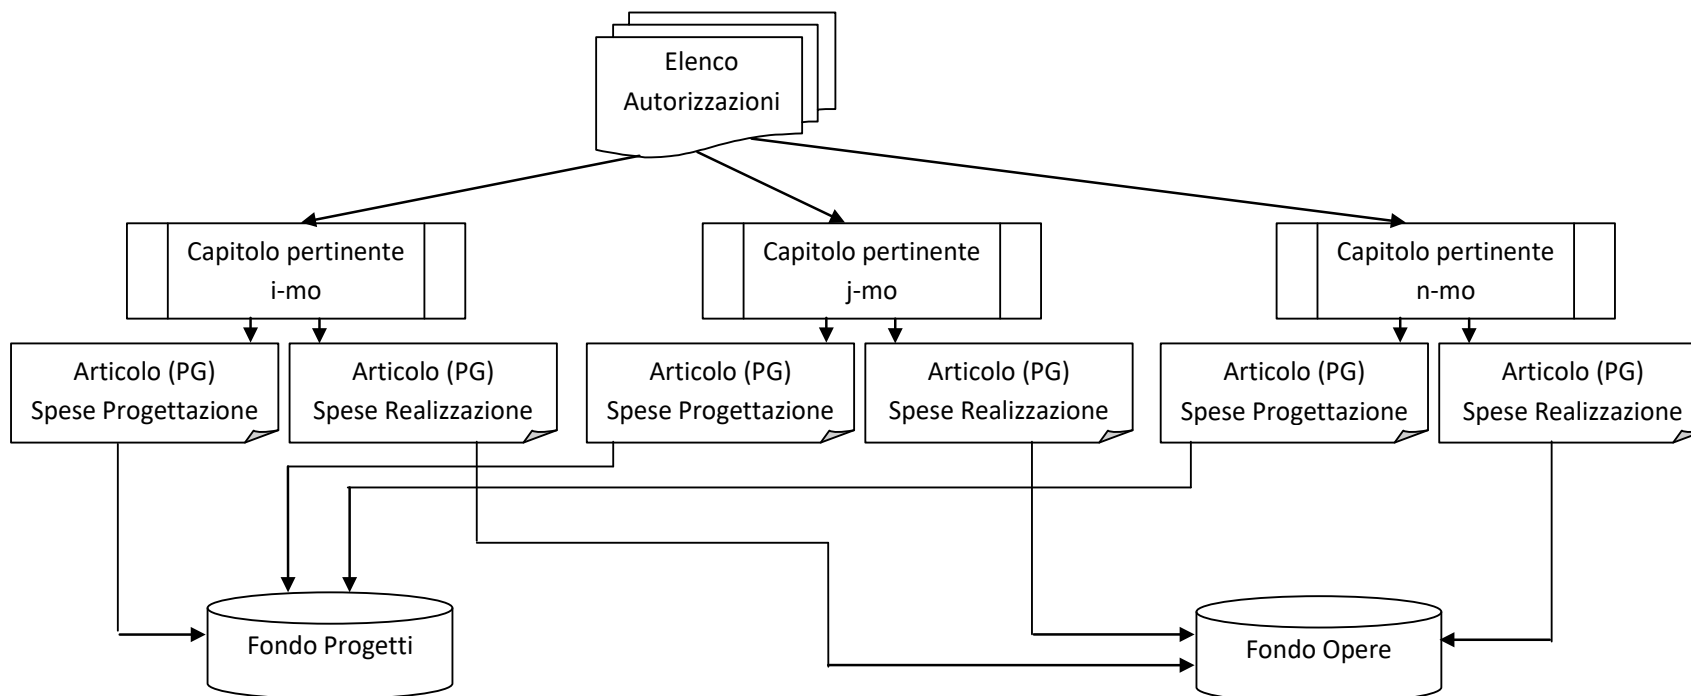 Elenco
Autorizzazioni
Capitolo pertinente
i-mo
Capitolo pertinente
j-mo
Capitolo pertinente
n-mo
Articolo (PG)
Spese Progettazione
Articolo (PG)
Spese Realizzazione
Articolo (PG)
Spese Progettazione
Articolo (PG)
Spese Realizzazione
Articolo (PG)
Spese Progettazione
Articolo (PG)
Spese Realizzazione
Fondo Progetti
Fondo Opere